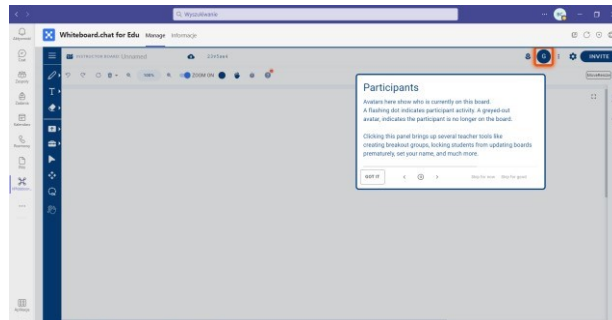 Wyszukiwanie
Whiteboard.chat for Edu Manage Informacje
INSTRUCTOR BOARD (Unnamed)
G
INVITE
100%
ZOOM ON
Participants
Avatars here show who is currently on this board.
A flashing dot indicates participant activity. A greyed-out
avatar, indicates the participant is no longer on the board.
Clicking this panel brings up several teacher tools like
creating breakout groups, locking students from updating boards
prematurely, set your name, and much more.
GOT IT
Skip for now Skip for good